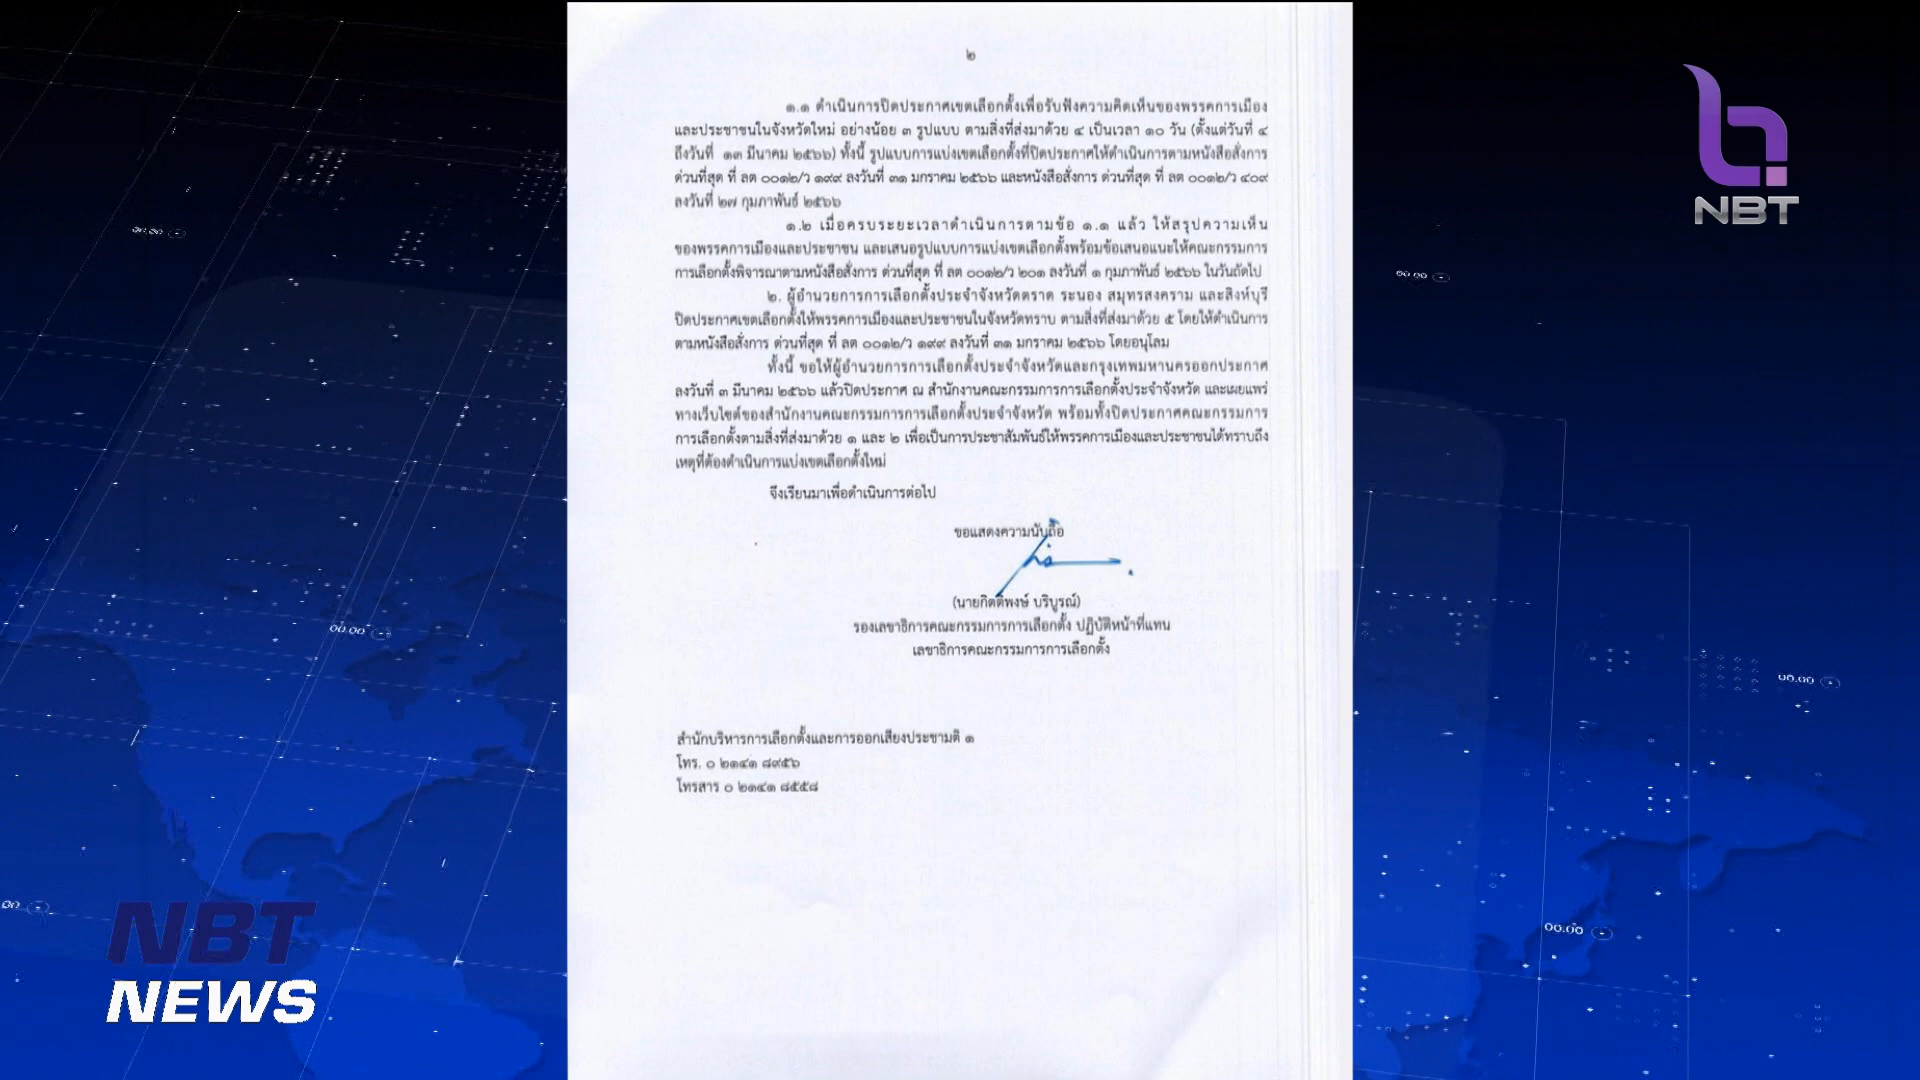 ๒
๑.๑ ดำเนินการปิดประกาศเขตเลือกตั้งเพื่อรับฟังความคิดเห็นของพรรคการเมือง
และประชาชนในจังหวัดใหม่ อย่างน้อย ๓ รูปแบบ ตามสิ่งที่ส่งมาด้วย ๔ เป็นเวลา ๑๐ วัน (ตั้งแต่วันที่ ๔
ถึงวันที่ ๑๓ มีนาคม ๒๕๖๖) ทั้งนี้ รูปแบบการแบ่งเขตเลือกตั้งที่ปิดประกาศให้ดำเนินการตามหนังสือสั่งการ
ด่วนที่สุด ที่ ลต ๐๐๑๒/ว ๑๙๙ ลงวันที่ ๓๑ มกราคม ๒๕๖๖ และหนังสือสั่งการ ด่วนที่สุด ที่ ลต ๐๐๑๒/ว ๔๐๙
ลงวันที่ ๒๗ กุมภาพันธ์ ๒๕๖๖
๑.๒ เมื่อครบระยะเวลาดำเนินการตามข้อ ๑.๑ แล้ว ให้สรุปความเห็น
ของพรรคการเมืองและประชาชน และเสนอรูปแบบการแบ่งเขตเลือกตั้งพร้อมข้อเสนอแนะให้คณะกรรมการ
การเลือกตั้งพิจารณาตามหนังสือสั่งการ ด่วนที่สุด ที่ ลต ๐๐๑๒/ว ๒๐๑ ลงวันที่ ๑ กุมภาพันธ์ ๒๕๖๖ ในวันถัดไป
๒. ผู้อำนวยการการเลือกตั้งประจำจังหวัดตราด ระนอง สมุทรสงคราม และสิงห์บุรี
ปิดประกาศเขตเลือกตั้งให้พรรคการเมืองและประชาชนในจังหวัดทราบ ตามสิ่งที่ส่งมาด้วย ๕ โดยให้ดำเนินการ
ตามหนังสือสั่งการ ด่วนที่สุด ที่ ลต ๐๐๑๒/ว ๑๙๙ ลงวันที่ ๓๑ มกราคม ๒๕๖๖ โดยอนุโลม
ทั้งนี้ ขอให้ผู้อำนวยการการเลือกตั้งประจำจังหวัดและกรุงเทพมหานครออกประกาศ
ลงวันที่ ๓ มีนาคม ๒๕๖๖ แล้วปิดประกาศ ณ สำนักงานคณะกรรมการการเลือกตั้งประจำจังหวัด และเผยแพร่
ทางเว็บไซต์ของสำนักงานคณะกรรมการการเลือกตั้งประจำจังหวัด พร้อมทั้งปิดประกาศคณะกรรมการ
การเลือกตั้งตามสิ่งที่ส่งมาด้วย ๑ และ ๒ เพื่อเป็นการประชาสัมพันธ์ให้พรรคการเมืองและประชาชนได้ทราบถึง
เหตุที่ต้องดำเนินการแบ่งเขตเลือกตั้งใหม่
จึงเรียนมาเพื่อดำเนินการต่อไป
ขอแสดงความนับถือ
(นายกิตติพงษ์ บริบูรณ์)
รองเลขาธิการคณะกรรมการการเลือกตั้ง ปฏิบัติหน้าที่แทน
เลขาธิการคณะกรรมการการเลือกตั้ง
สำนักบริหารการเลือกตั้งและการออกเสียงประชามติ ๑
โทร. ๐ ๒๑๔๑ ๘๙๕๖
โทรสาร ๐ ๒๑๔๑ ๘๕๕๘
NBT
NBT
NEWS
00.00
00.00
00.00
00.00
00.00